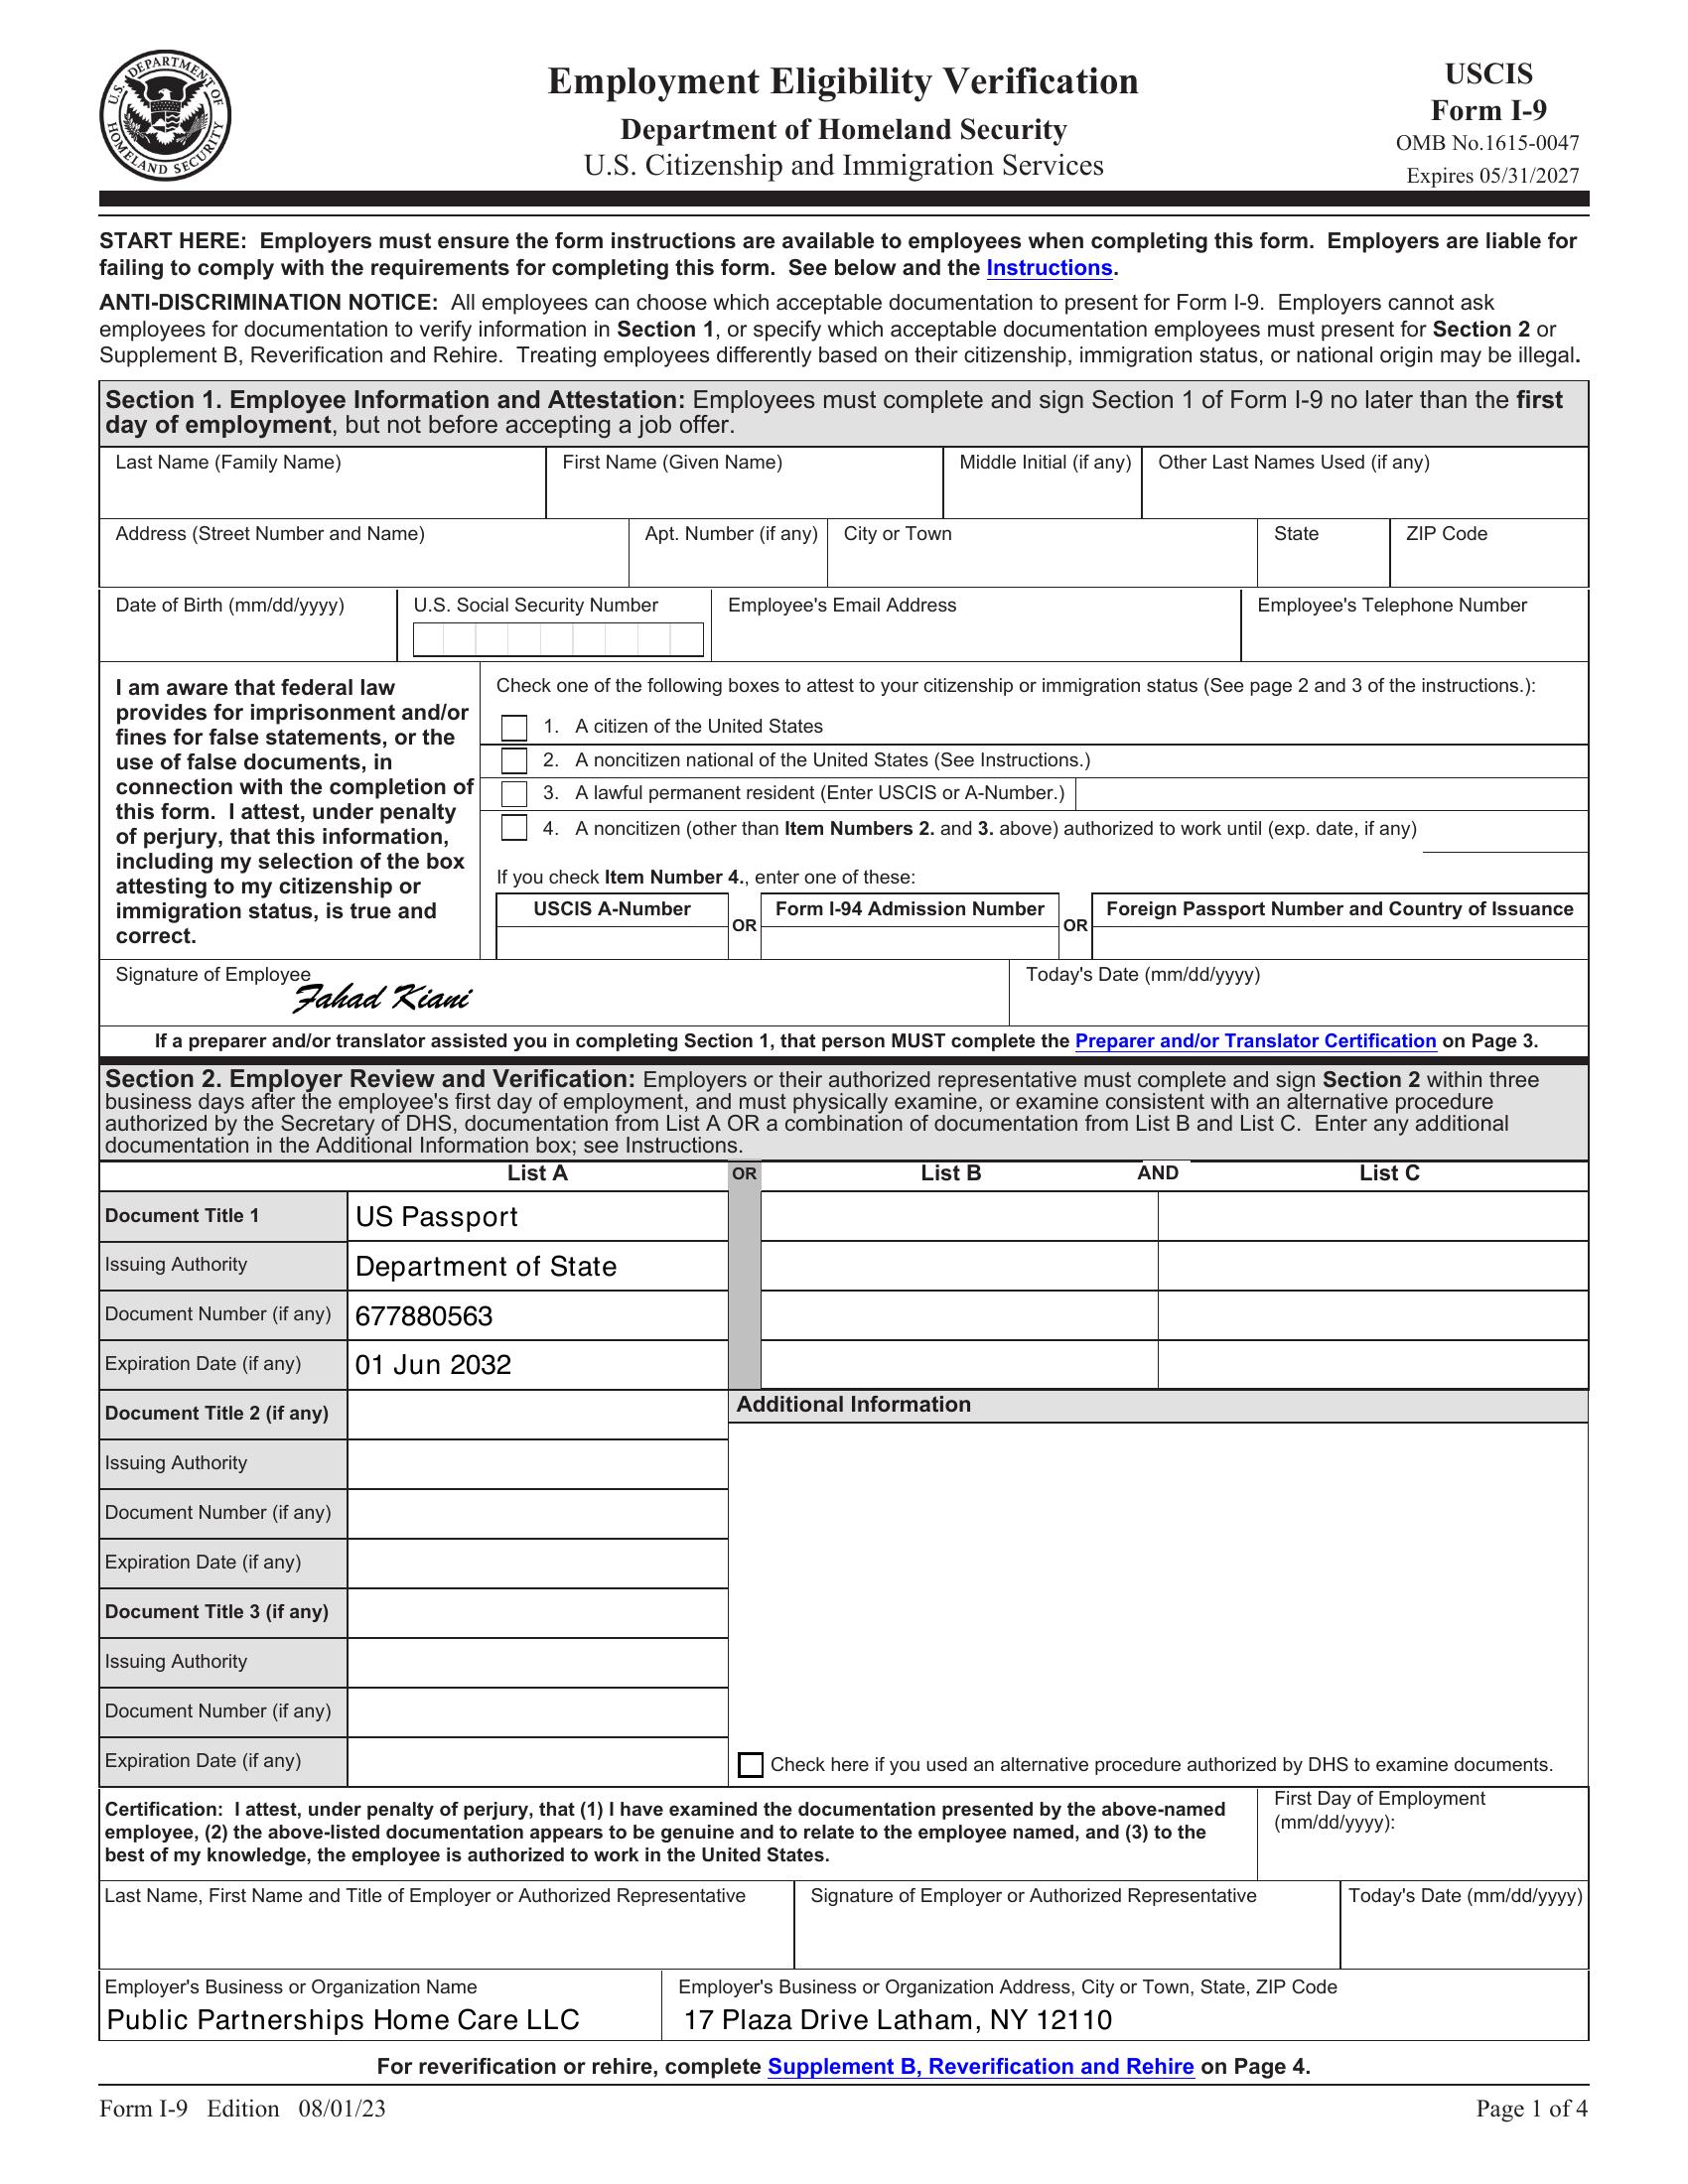 U.S. DEPARTMENT OF HOMELAND SECURITY
Employment Eligibility Verification
Department of Homeland Security
U.S. Citizenship and Immigration Services
USCIS
Form I-9
OMB No.1615-0047
Expires 05/31/2027
START HERE: Employers must ensure the form instructions are available to employees when completing this form. Employers are liable for
failing to comply with the requirements for completing this form. See below and the Instructions.
ANTI-DISCRIMINATION NOTICE: All employees can choose which acceptable documentation to present for Form I-9. Employers cannot ask
employees for documentation to verify information in Section 1, or specify which acceptable documentation employees must present for Section 2 or
Supplement B, Reverification and Rehire. Treating employees differently based on their citizenship, immigration status, or national origin may be illegal.
Section 1. Employee Information and Attestation: Employees must complete and sign Section 1 of Form I-9 no later than the first
day of employment, but not before accepting a job offer.
Last Name (Family Name)
First Name (Given Name)
Middle Initial (if any)
Other Last Names Used (if any)
Address (Street Number and Name)
Apt. Number (if any)
City or Town
State
ZIP Code
Date of Birth (mm/dd/yyyy)
U.S. Social Security Number
Employee's Email Address
Employee's Telephone Number
I am aware that federal law
provides for imprisonment and/or
fines for false statements, or the
use of false documents, in
connection with the completion of
this form. I attest, under penalty
of perjury, that this information,
including my selection of the box
attesting to my citizenship or
immigration status, is true and
correct.
Check one of the following boxes to attest to your citizenship or immigration status (See page 2 and 3 of the instructions.):
1. A citizen of the United States
2. A noncitizen national of the United States (See Instructions.)
3. A lawful permanent resident (Enter USCIS or A-Number.)
4. A noncitizen (other than Item Numbers 2. and 3. above) authorized to work until (exp. date, if any)
If you check Item Number 4., enter one of these:
USCIS A-Number
OR
Form I-94 Admission Number
OR
Foreign Passport Number and Country of Issuance
Signature of Employee
Fahad Kiani
Today's Date (mm/dd/yyyy)
If a preparer and/or translator assisted you in completing Section 1, that person MUST complete the Preparer and/or Translator Certification on Page 3.
Section 2. Employer Review and Verification: Employers or their authorized representative must complete and sign Section 2 within three
business days after the employee's first day of employment, and must physically examine, or examine consistent with an alternative procedure
authorized by the Secretary of DHS, documentation from List A OR a combination of documentation from List B and List C. Enter any additional
documentation in the Additional Information box; see Instructions.
List A
OR
List B
AND
List C
Document Title 1
US Passport
Issuing Authority
Department of State
Document Number (if any)
677880563
Expiration Date (if any)
01 Jun 2032
Document Title 2 (if any)
Additional Information
Issuing Authority
Document Number (if any)
Expiration Date (if any)
Document Title 3 (if any)
Issuing Authority
Document Number (if any)
Expiration Date (if any)
Check here if you used an alternative procedure authorized by DHS to examine documents.
Certification: I attest, under penalty of perjury, that (1) I have examined the documentation presented by the above-named
employee, (2) the above-listed documentation appears to be genuine and to relate to the employee named, and (3) to the
best of my knowledge, the employee is authorized to work in the United States.
First Day of Employment
(mm/dd/yyyy):
Last Name, First Name and Title of Employer or Authorized Representative
Signature of Employer or Authorized Representative
Today's Date (mm/dd/yyyy)
Employer's Business or Organization Name
Public Partnerships Home Care LLC
Employer's Business or Organization Address, City or Town, State, ZIP Code
17 Plaza Drive Latham, NY 12110
For reverification or rehire, complete Supplement B, Reverification and Rehire on Page 4.
Form I-9 Edition 08/01/23
Page 1 of 4